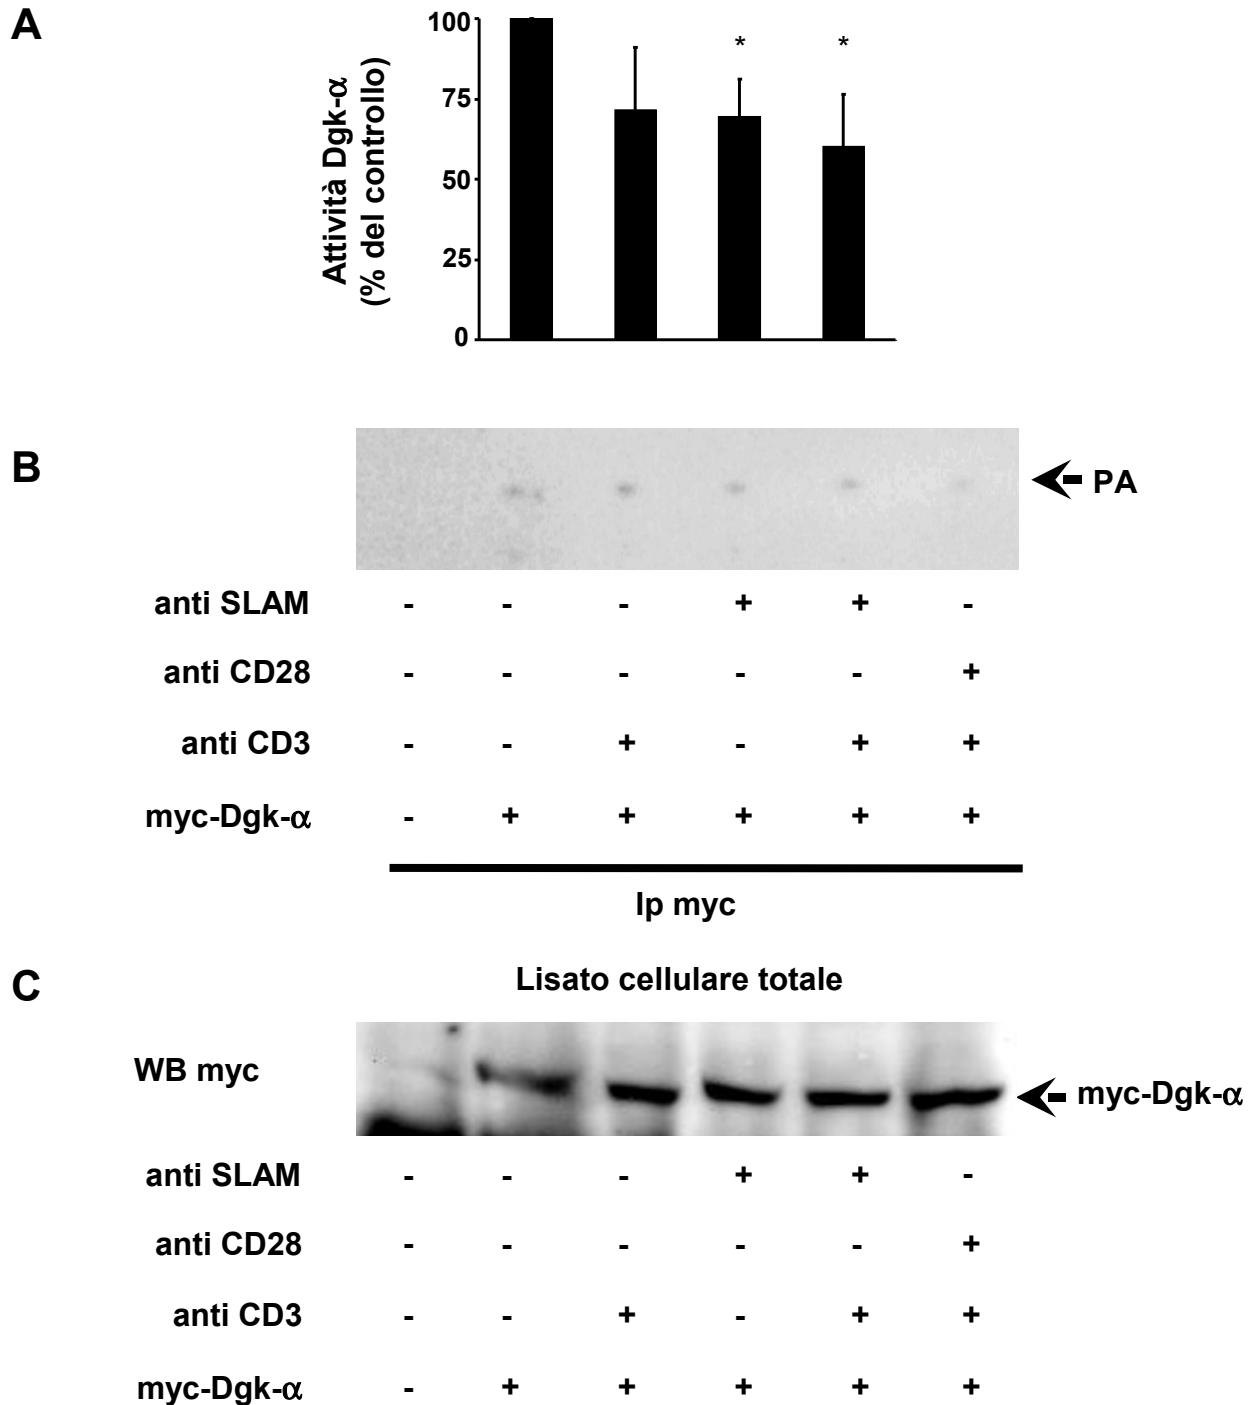 A
Attività Dgk-α
(% del controllo)
100
75
50
25
0
* *
B
PA
anti SLAM - - - + + -
anti CD28 - - - - - +
anti CD3 - - + - + +
myc-Dgk-α - + + + + +
Ip myc
C
Lisato cellulare totale
WB myc
myc-Dgk-α
anti SLAM - - - + + -
anti CD28 - - - - - +
anti CD3 - - + - + +
myc-Dgk-α - + + + + +